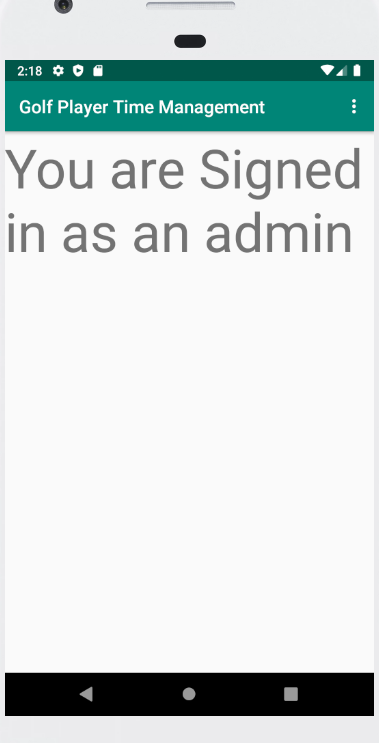 2:18
Golf Player Time Management
You are Signed
in as an admin